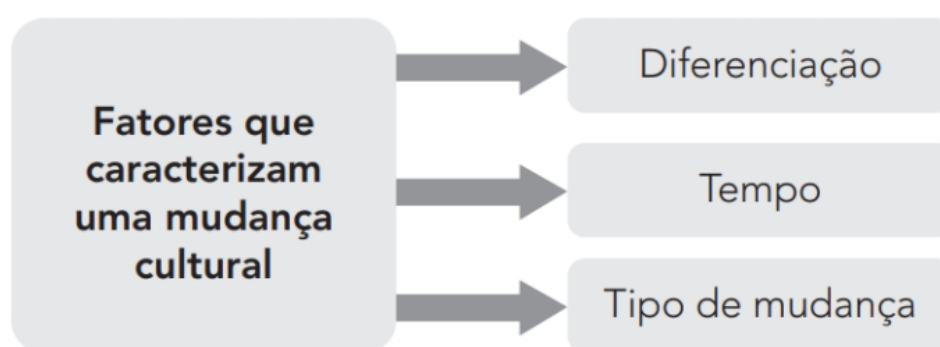 Fatores que
caracterizam
uma mudança
cultural
Diferenciação
Tempo
Tipo de mudança